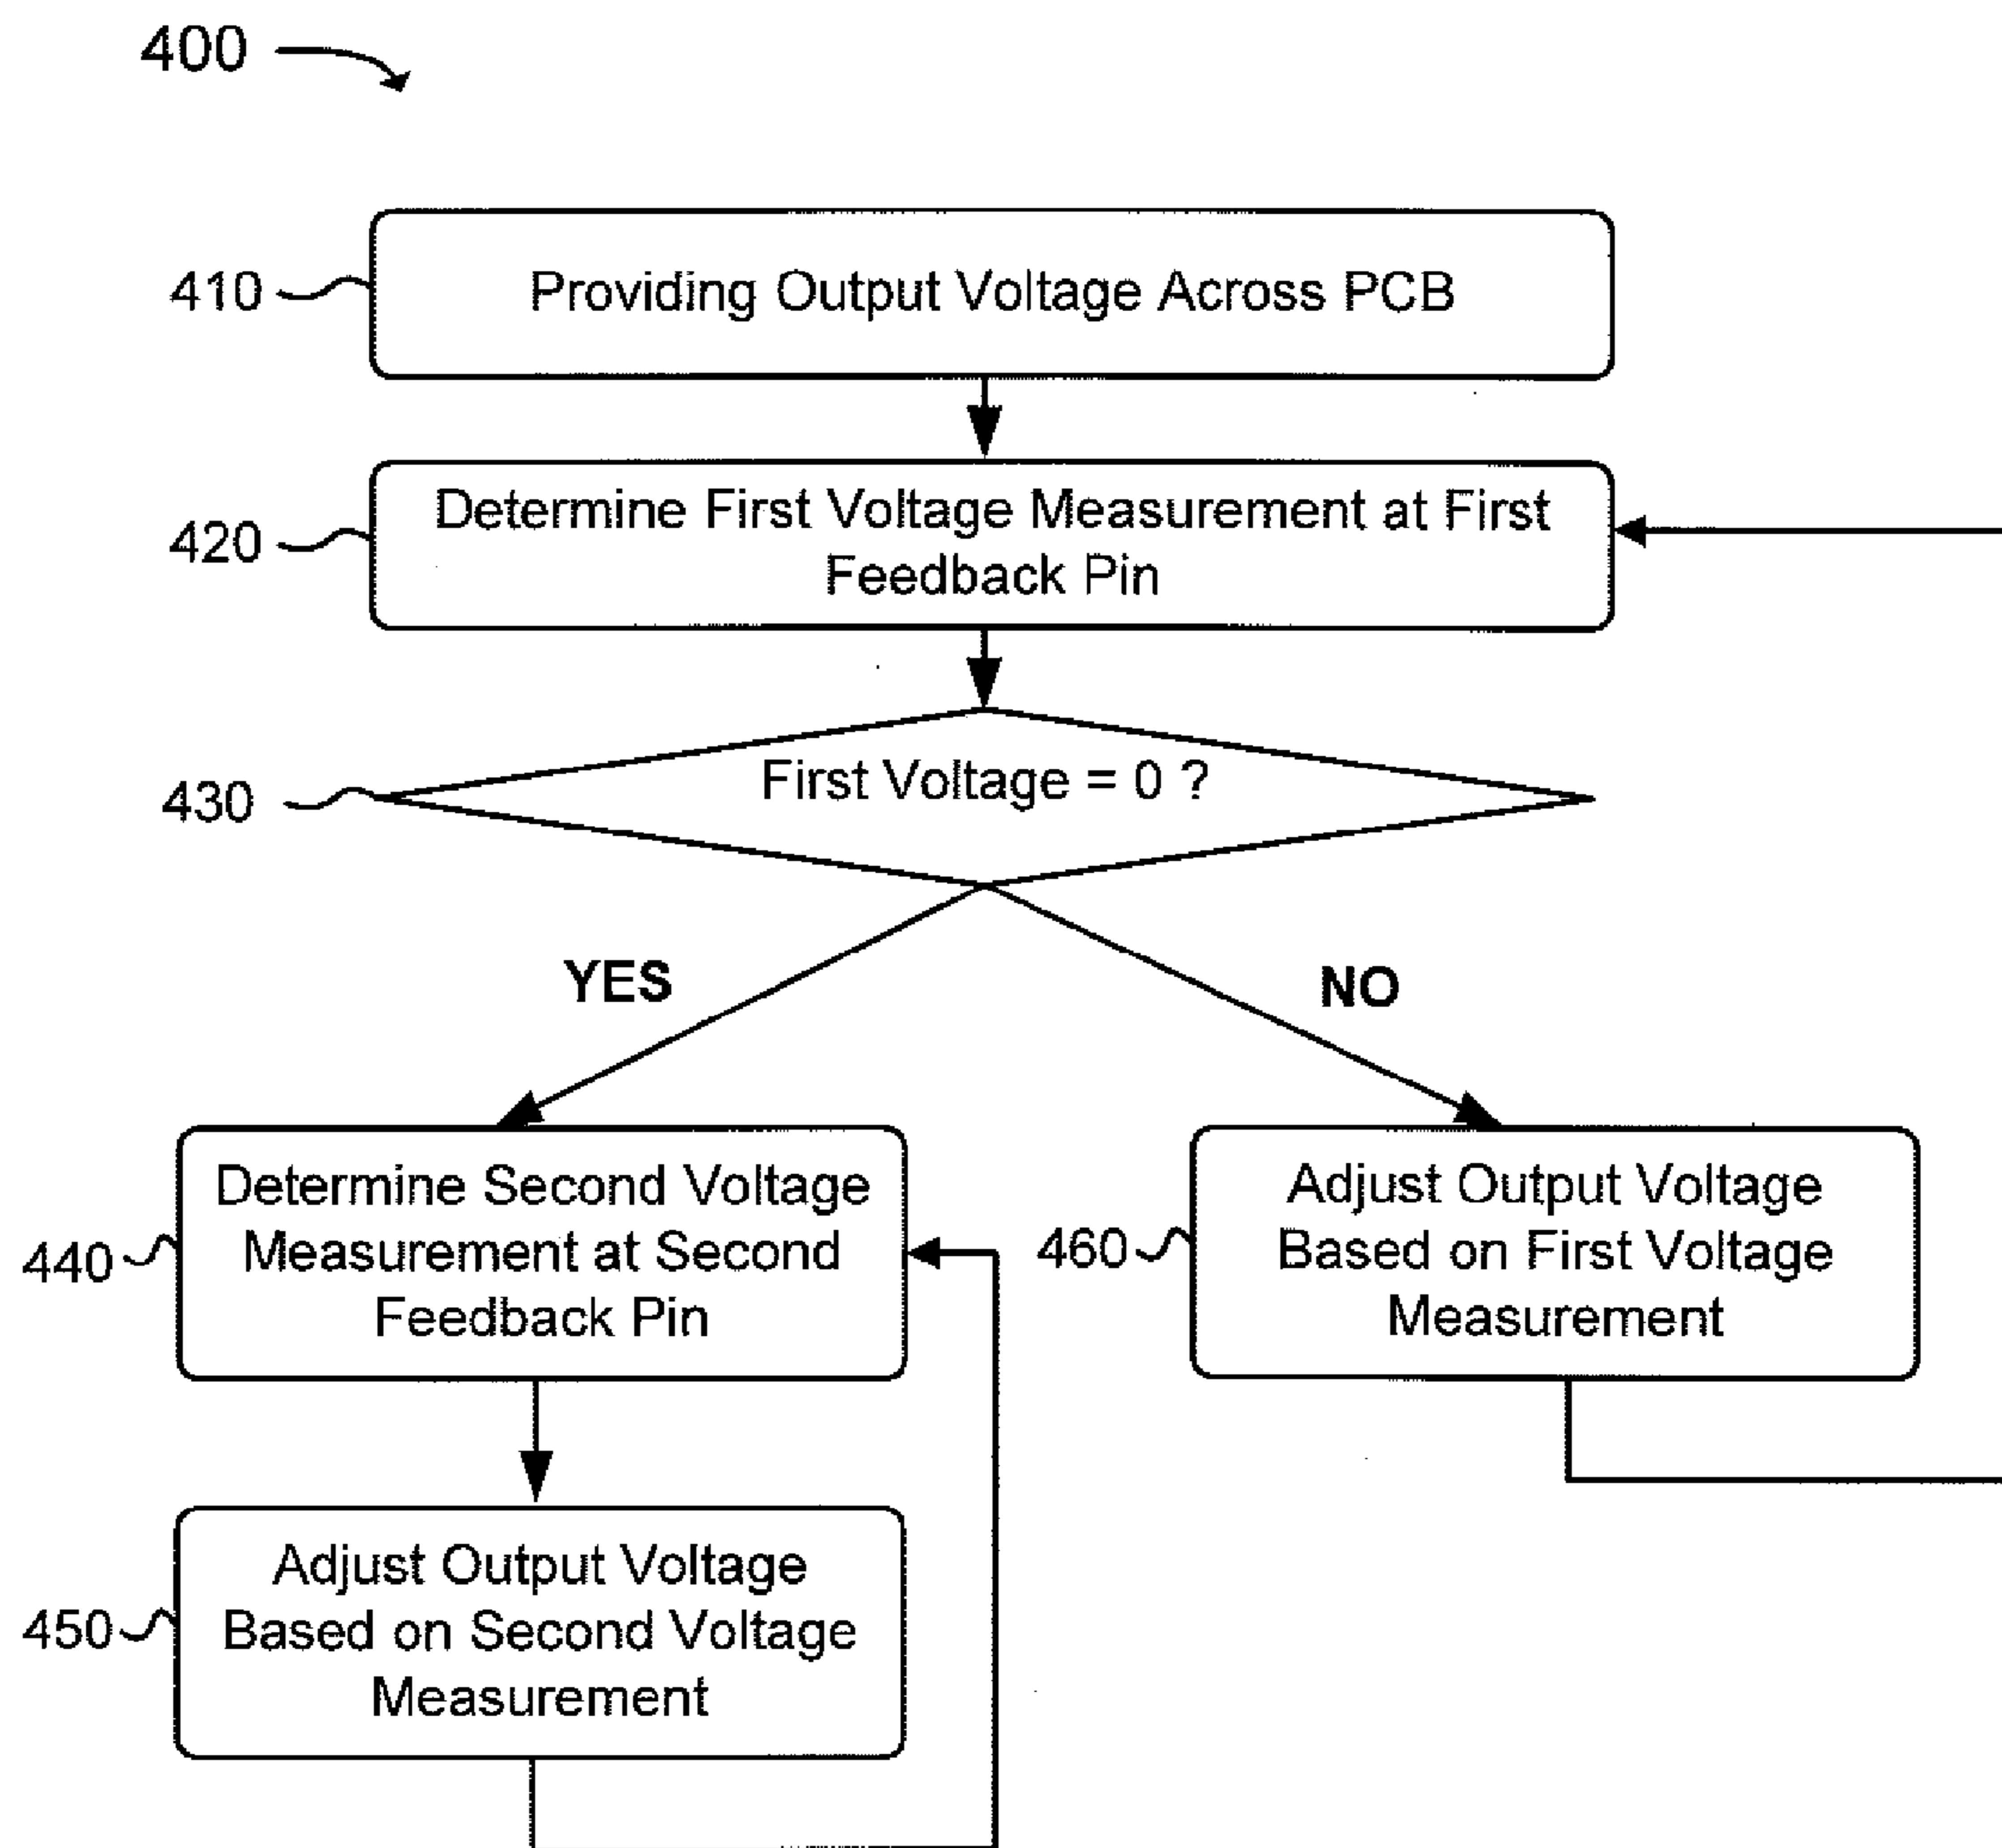 400
410
Providing Output Voltage Across PCB
420
Determine First Voltage Measurement at First
Feedback Pin
430
First Voltage = 0 ?
YES
NO
440
Determine Second Voltage
Measurement at Second
Feedback Pin
460
Adjust Output Voltage
Based on First Voltage
Measurement
450
Adjust Output Voltage
Based on Second Voltage
Measurement